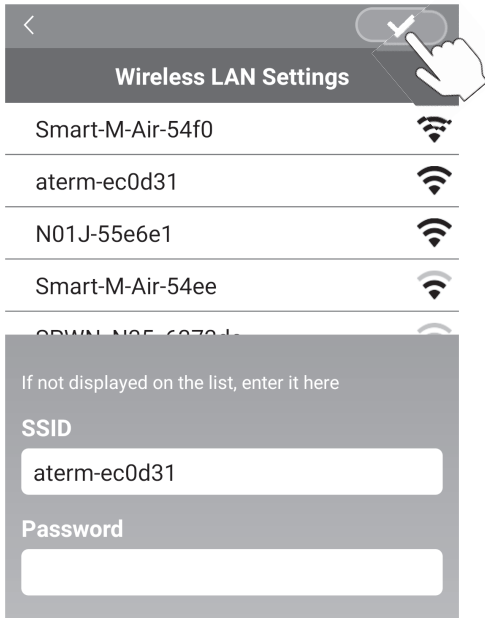 Wireless LAN Settings
Smart-M-Air-54f0
aterm-ec0d31
N01J-55e6e1
Smart-M-Air-54ee
If not displayed on the list, enter it here
SSID
aterm-ec0d31
Password